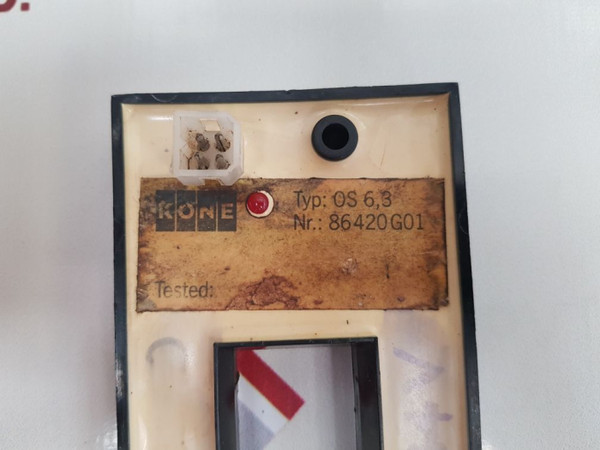 KONE
Typ: OS 6,3
Nr.: 86420G01
Tested: